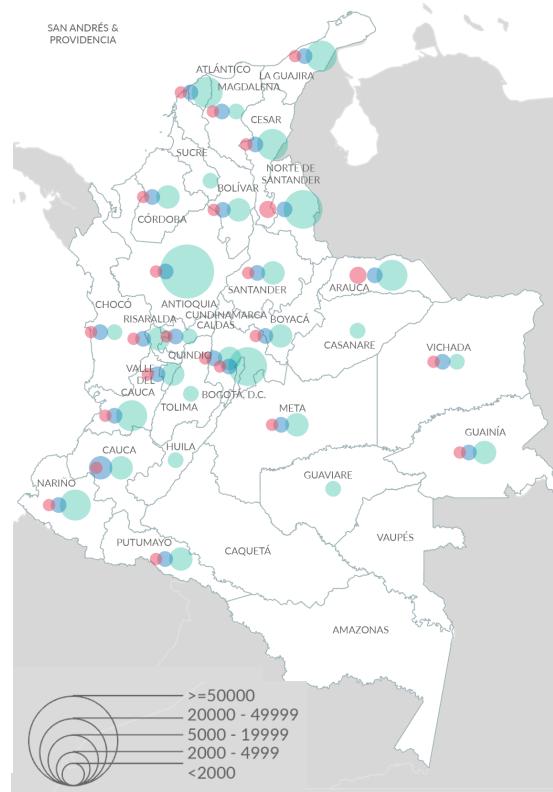 SAN ANDRÉS &
PROVIDENCIA
ATLÁNTICO
LA GUAJIRA
MAGDALENA
CESAR
SUCRE
NORTE DE
SANTANDER
BOLÍVAR
CÓRDOBA
SANTANDER
ARAUCA
ANTIOQUIA
CHOCÓ
CUNDINAMARCA
RISARALDA
CALDAS
BOYACÁ
CASANARE
VICHADA
QUINDIO
VALLE
DEL
CAUCA
BOGOTÁ, D.C.
TOLIMA
META
GUAINÍA
CAUCA
HUILA
NARIÑO
GUAVIARE
PUTUMAYO
CAQUETÁ
VAUPÉS
AMAZONAS
>=50000
20000 - 49999
5000 - 19999
2000 - 4999
<2000